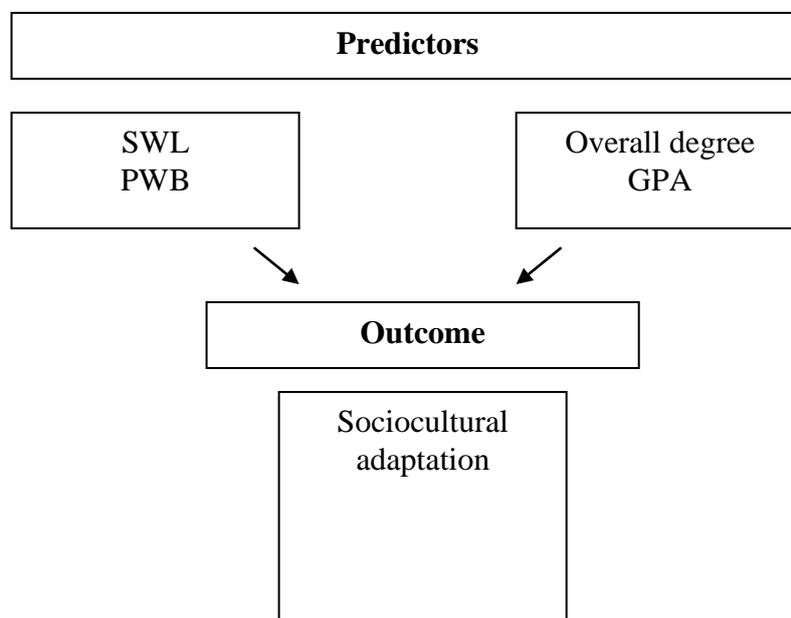 Predictors
SWL
PWB
Overall degree
GPA
Outcome
Sociocultural
adaptation